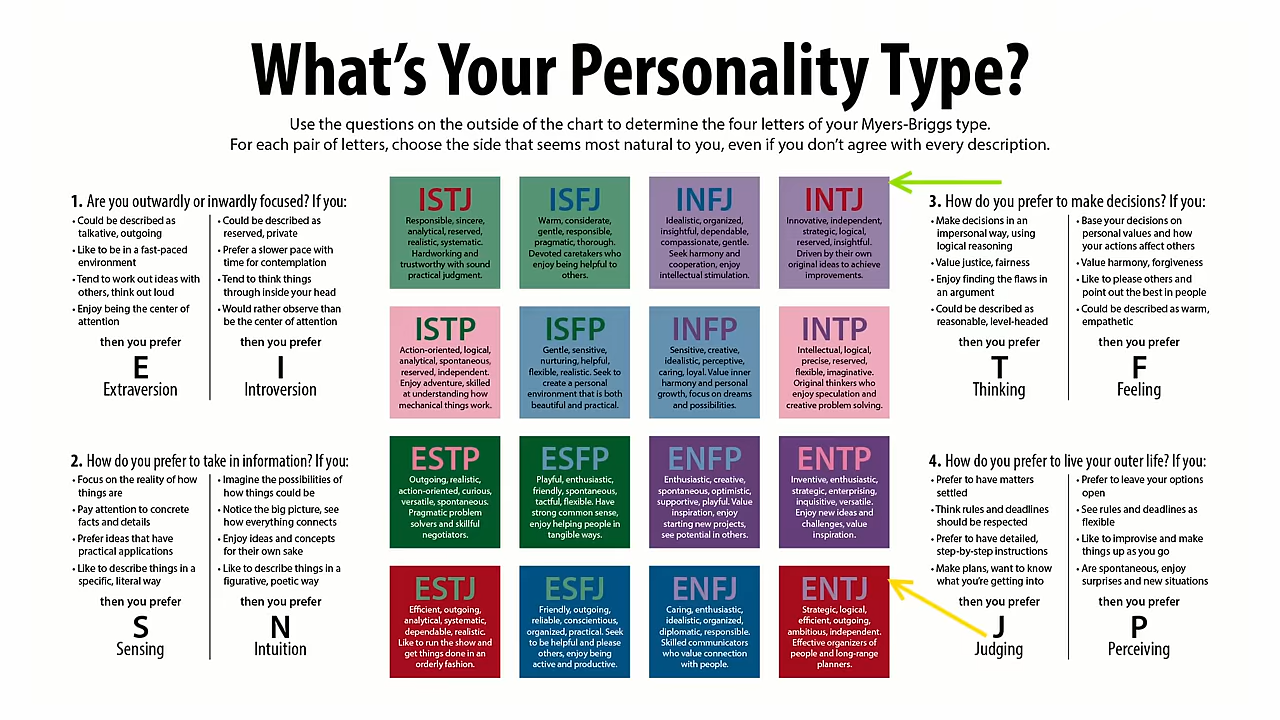 What's Your Personality Type?
Use the questions on the outside of the chart to determine the four letters of your Myers-Briggs type.
For each pair of letters, choose the side that seems most natural to you, even if you don't agree with every description.
1. Are you outwardly or inwardly focused? If you:
• Could be described as
talkative, outgoing
• Like to be in a fast-paced
environment
• Tend to work out ideas with
others, think out loud
• Enjoy being the center of
attention
then you prefer
E
Extraversion
• Could be described as
reserved, private
• Prefer a slower pace with
time for contemplation
• Tend to think things
through inside your head
• Would rather observe than
be the center of attention
then you prefer
I
Introversion
2. How do you prefer to take in information? If you:
• Focus on the reality of how
things are
• Pay attention to concrete
facts and details
• Prefer ideas that have
practical applications
• Like to describe things in a
specific, literal way
then you prefer
S
Sensing
• Imagine the possibilities of
how things could be
• Notice the big picture, see
how everything connects
• Enjoy ideas and concepts
for their own sake
• Like to describe things in a
figurative, poetic way
then you prefer
N
Intuition
ISTJ
Responsible, sincere,
analytical, reserved,
realistic, systematic.
Hardworking and
trustworthy with sound
practical judgment.
ISFJ
Warm, considerate,
gentle, responsible,
pragmatic, thorough.
Devoted caretakers who
enjoy being helpful to
others.
INFJ
Idealistic, organized,
insightful, dependable,
compassionate, gentle.
Seek harmony and
cooperation, enjoy
intellectual stimulation.
INTJ
Innovative, independent,
strategic, logical,
reserved, insightful.
Driven by their own
original ideas to achieve
improvements.
ISTP
Action-oriented, logical,
analytical, spontaneous,
reserved, independent.
Enjoy adventure, skilled
at understanding how
mechanical things work.
ISFP
Gentle, sensitive,
nurturing, helpful,
flexible, realistic. Seek to
create a personal
environment that is both
beautiful and practical.
INFP
Sensitive, creative,
idealistic, perceptive,
caring, loyal. Value inner
harmony and personal
growth, focus on dreams
and possibilities.
INTP
Intellectual, logical,
precise, reserved,
flexible, imaginative.
Original thinkers who
enjoy speculation and
creative problem solving.
ESTP
Outgoing, realistic,
action-oriented, curious,
versatile, spontaneous.
Pragmatic problem
solvers and skillful
negotiators.
ESFP
Playful, enthusiastic,
friendly, spontaneous,
tactful, flexible. Have
strong common sense,
enjoy helping people in
tangible ways.
ENFP
Enthusiastic, creative,
spontaneous, optimistic,
supportive, playful. Value
inspiration, enjoy
starting new projects,
see potential in others.
ENTP
Inventive, enthusiastic,
strategic, enterprising,
inquisitive, versatile.
Enjoy new ideas and
challenges, value
inspiration.
ESTJ
Efficient, outgoing,
analytical, systematic,
dependable, realistic.
Like to run the show and
get things done in an
orderly fashion.
ESFJ
Friendly, outgoing,
reliable, conscientious,
organized, practical. Seek
to be helpful and please
others, enjoy being
active and productive.
ENFJ
Caring, enthusiastic,
idealistic, organized,
diplomatic, responsible.
Skilled communicators
who value connection
with people.
ENTJ
Strategic, logical,
efficient, outgoing,
ambitious, independent.
Effective organizers of
people and long-range
planners.
3. How do you prefer to make decisions? If you:
• Make decisions in an
impersonal way, using
logical reasoning
• Value justice, fairness
• Enjoy finding the flaws in
an argument
• Could be described as
reasonable, level-headed
then you prefer
T
Thinking
• Base your decisions on
personal values and how
your actions affect others
• Value harmony, forgiveness
• Like to please others and
point out the best in people
• Could be described as warm,
empathetic
then you prefer
F
Feeling
4. How do you prefer to live your outer life? If you:
• Prefer to have matters
settled
• Think rules and deadlines
should be respected
• Prefer to have detailed,
step-by-step instructions
• Make plans, want to know
what you're getting into
then you prefer
J
Judging
• Prefer to leave your options
open
• See rules and deadlines as
flexible
• Like to improvise and make
things up as you go
• Are spontaneous, enjoy
surprises and new situations
then you prefer
P
Perceiving